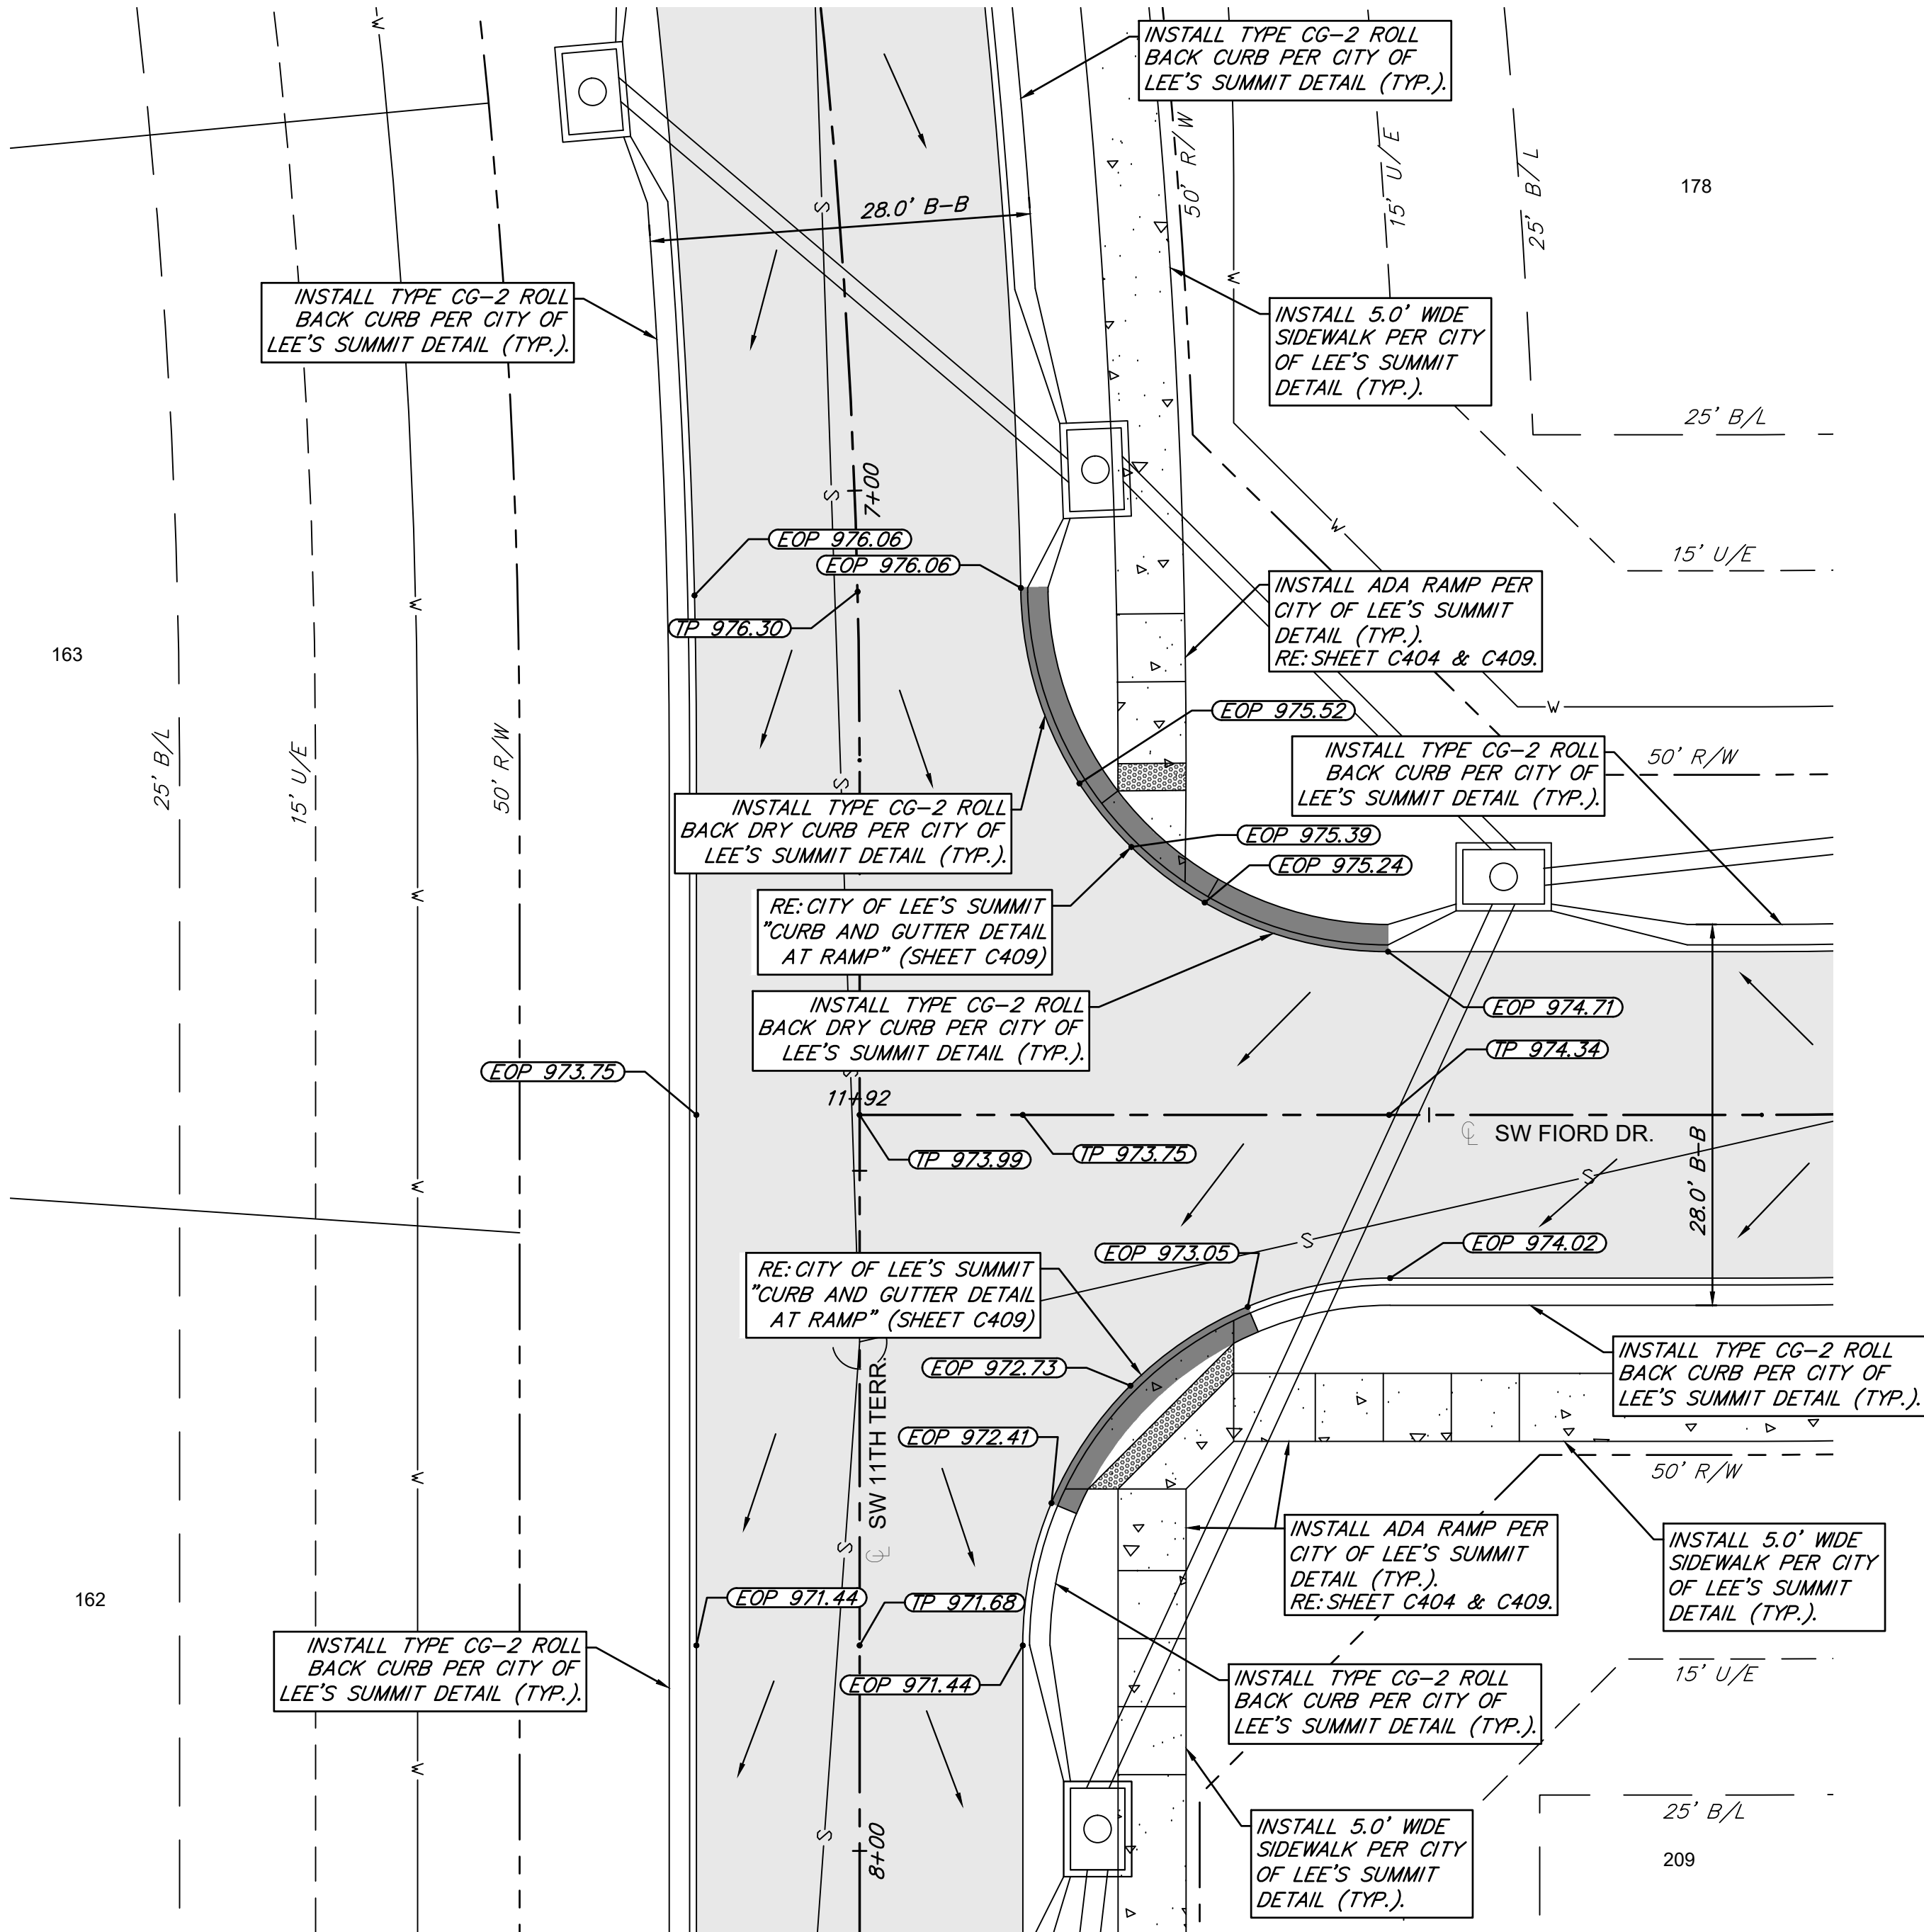 INSTALL TYPE CG-2 ROLL
BACK CURB PER CITY OF
LEE'S SUMMIT DETAIL (TYP.).
W
50' R/W
15' U/E
25' B/L
178
S
28.0' B-B
W
INSTALL TYPE CG-2 ROLL
BACK CURB PER CITY OF
LEE'S SUMMIT DETAIL (TYP.).
INSTALL 5.0' WIDE
SIDEWALK PER CITY
OF LEE'S SUMMIT
DETAIL (TYP.).
25' B/L
S
7+00
W
EOP 976.06
EOP 976.06
15' U/E
W
INSTALL ADA RAMP PER
CITY OF LEE'S SUMMIT
DETAIL (TYP.).
RE: SHEET C404 & C409.
TP 976.30
163
EOP 975.52
W
25' B/L
15' U/E
50' R/W
S
INSTALL TYPE CG-2 ROLL
BACK CURB PER CITY OF
LEE'S SUMMIT DETAIL (TYP.).
50' R/W
INSTALL TYPE CG-2 ROLL
BACK DRY CURB PER CITY OF
LEE'S SUMMIT DETAIL (TYP.).
EOP 975.39
EOP 975.24
W
RE: CITY OF LEE'S SUMMIT
"CURB AND GUTTER DETAIL
AT RAMP" (SHEET C409)
INSTALL TYPE CG-2 ROLL
BACK DRY CURB PER CITY OF
LEE'S SUMMIT DETAIL (TYP.).
EOP 974.71
TP 974.34
EOP 973.75
S
11+92
℄ SW FIORD DR.
TP 973.99
TP 973.75
28.0' B-B
W
S
S
EOP 973.05
EOP 974.02
RE: CITY OF LEE'S SUMMIT
"CURB AND GUTTER DETAIL
AT RAMP" (SHEET C409)
EOP 972.73
INSTALL TYPE CG-2 ROLL
BACK CURB PER CITY OF
LEE'S SUMMIT DETAIL (TYP.).
℄ SW 11TH TERR.
EOP 972.41
W
50' R/W
S
INSTALL ADA RAMP PER
CITY OF LEE'S SUMMIT
DETAIL (TYP.).
RE: SHEET C404 & C409.
INSTALL 5.0' WIDE
SIDEWALK PER CITY
OF LEE'S SUMMIT
DETAIL (TYP.).
162
EOP 971.44
TP 971.68
INSTALL TYPE CG-2 ROLL
BACK CURB PER CITY OF
LEE'S SUMMIT DETAIL (TYP.).
EOP 971.44
INSTALL TYPE CG-2 ROLL
BACK CURB PER CITY OF
LEE'S SUMMIT DETAIL (TYP.).
15' U/E
W
S
8+00
INSTALL 5.0' WIDE
SIDEWALK PER CITY
OF LEE'S SUMMIT
DETAIL (TYP.).
25' B/L
209